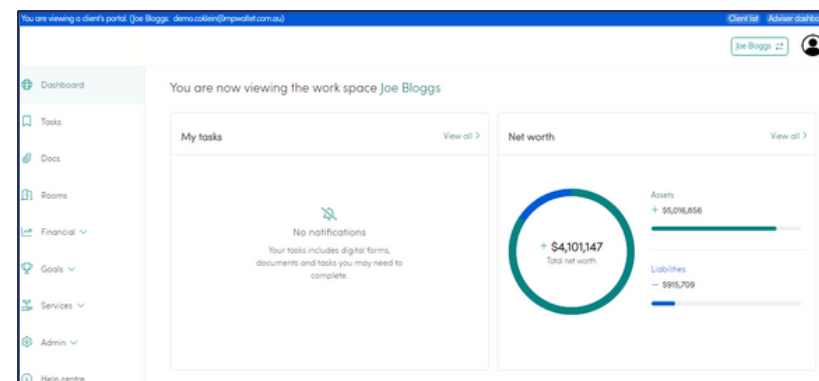 You are viewing a client's portal. (Joe Bloggs: demo.coklein@mpwallet.com.au)
Client list Adviser dashbo
Joe Bloggs
Dashboard
You are now viewing the work space Joe Bloggs
Tasks
Docs
Rooms
Financial
Goals
Services
Admin
Help centre
My tasks
View all >
No notifications
Your tasks includes digital forms,
documents and tasks you may need to
complete.
Net worth
View all >
+ $4,101,147
Total net worth
Assets
+ $5,016,856
Liabilities
− $915,709